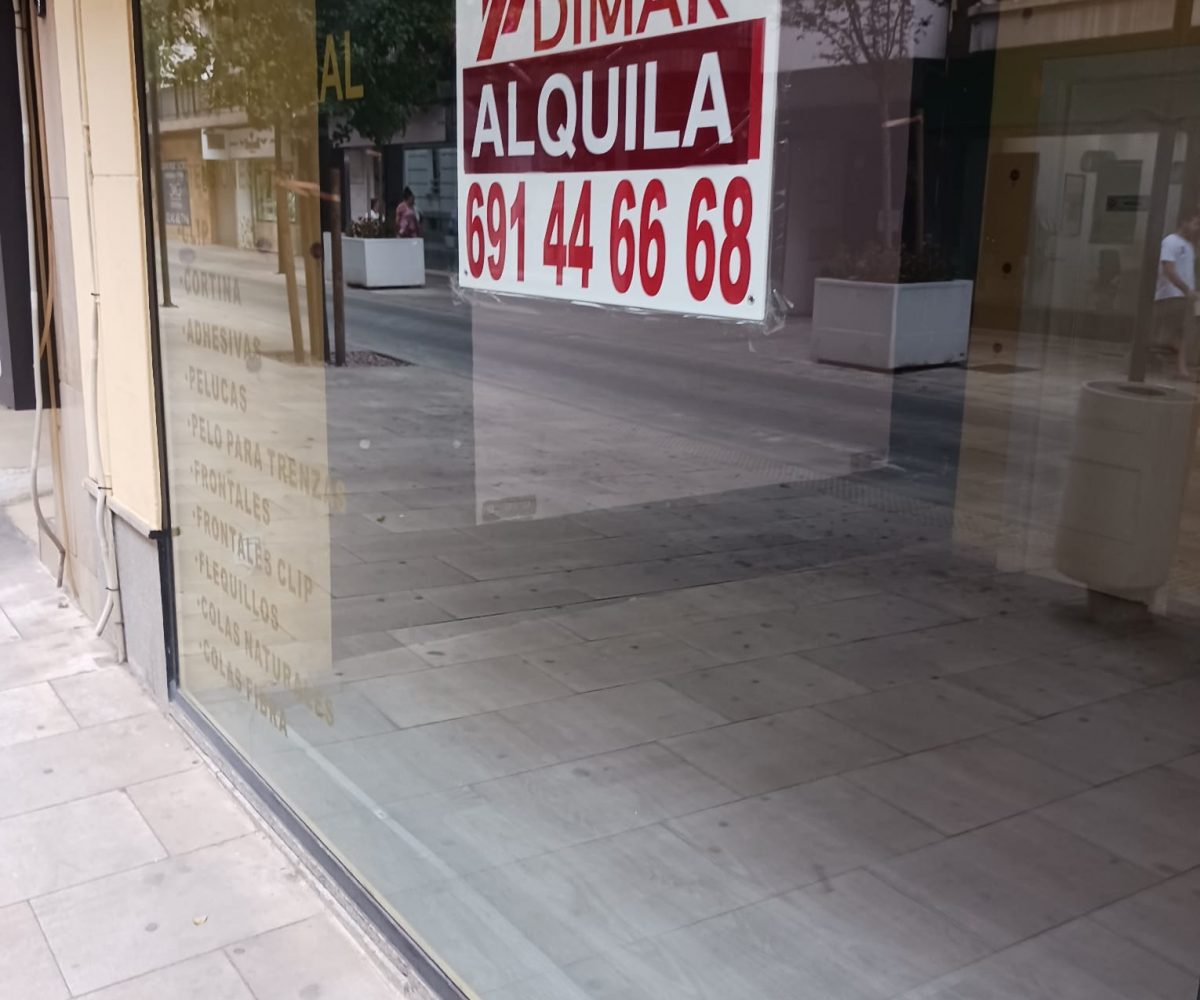 AL
DIMAR
ALQUILA
691 44 66 68
·CORTINA
·ADHESIVAS
·PELUCAS
·PELO PARA TRENZAS
·FRONTALES
·FRONTALES CLIP
·FLEQUILLOS
·COLAS NATURALES
·COLAS FIBRA